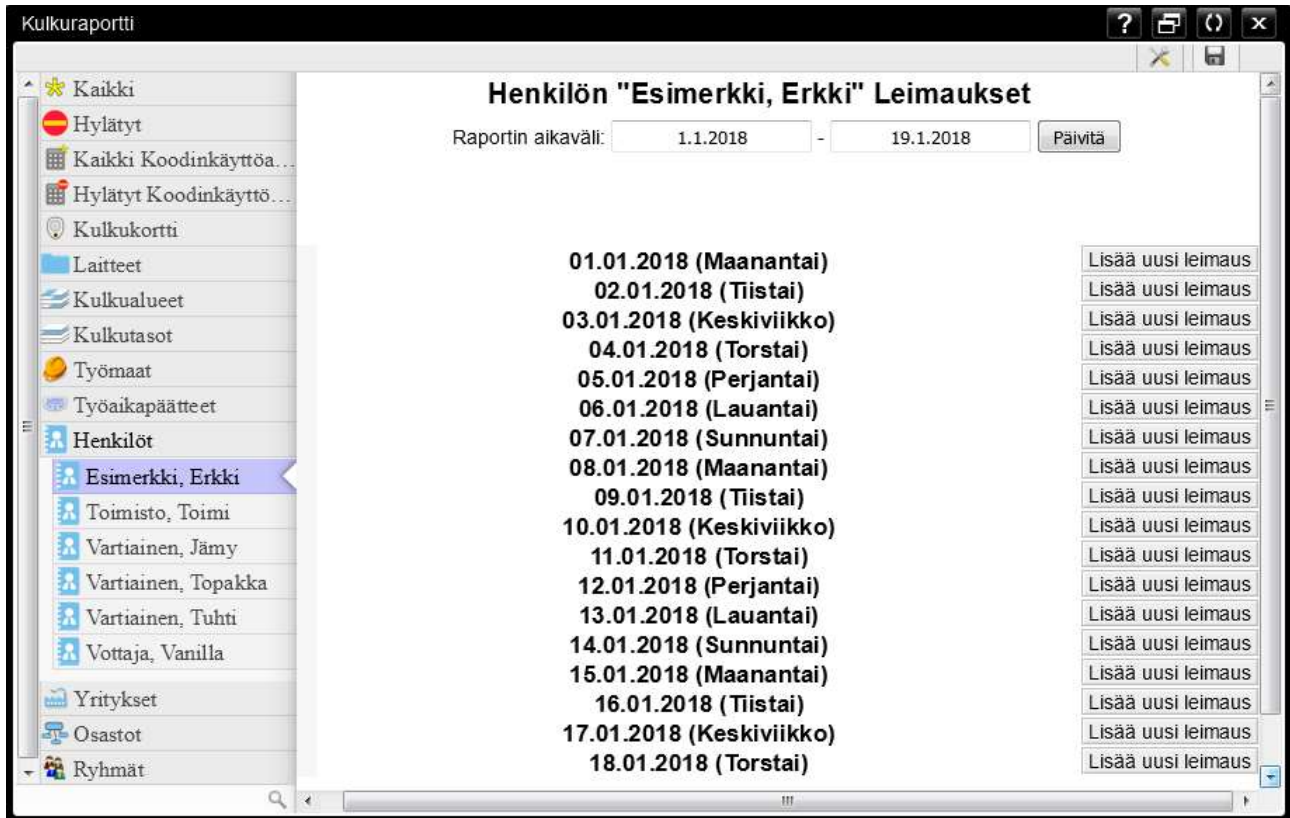 Kulkuraportti
Kaikki
Hylätyt
Kaikki Koodinkäyttöa...
Hylätyt Koodinkäyttö...
Kulkukortti
Laitteet
Kulkualueet
Kulkutasot
Työmaat
Työaikapäätteet
Henkilöt
Esimerkki, Erkki
Toimisto, Toimi
Vartiainen, Jämy
Vartiainen, Topakka
Vartiainen, Tuhti
Vottaja, Vanilla
Yritykset
Osastot
Ryhmät
Henkilön "Esimerkki, Erkki" Leimaukset
Raportin aikaväli: 1.1.2018 - 19.1.2018 Päivitä
01.01.2018 (Maanantai) Lisää uusi leimaus
02.01.2018 (Tiistai) Lisää uusi leimaus
03.01.2018 (Keskiviikko) Lisää uusi leimaus
04.01.2018 (Torstai) Lisää uusi leimaus
05.01.2018 (Perjantai) Lisää uusi leimaus
06.01.2018 (Lauantai) Lisää uusi leimaus
07.01.2018 (Sunnuntai) Lisää uusi leimaus
08.01.2018 (Maanantai) Lisää uusi leimaus
09.01.2018 (Tiistai) Lisää uusi leimaus
10.01.2018 (Keskiviikko) Lisää uusi leimaus
11.01.2018 (Torstai) Lisää uusi leimaus
12.01.2018 (Perjantai) Lisää uusi leimaus
13.01.2018 (Lauantai) Lisää uusi leimaus
14.01.2018 (Sunnuntai) Lisää uusi leimaus
15.01.2018 (Maanantai) Lisää uusi leimaus
16.01.2018 (Tiistai) Lisää uusi leimaus
17.01.2018 (Keskiviikko) Lisää uusi leimaus
18.01.2018 (Torstai) Lisää uusi leimaus